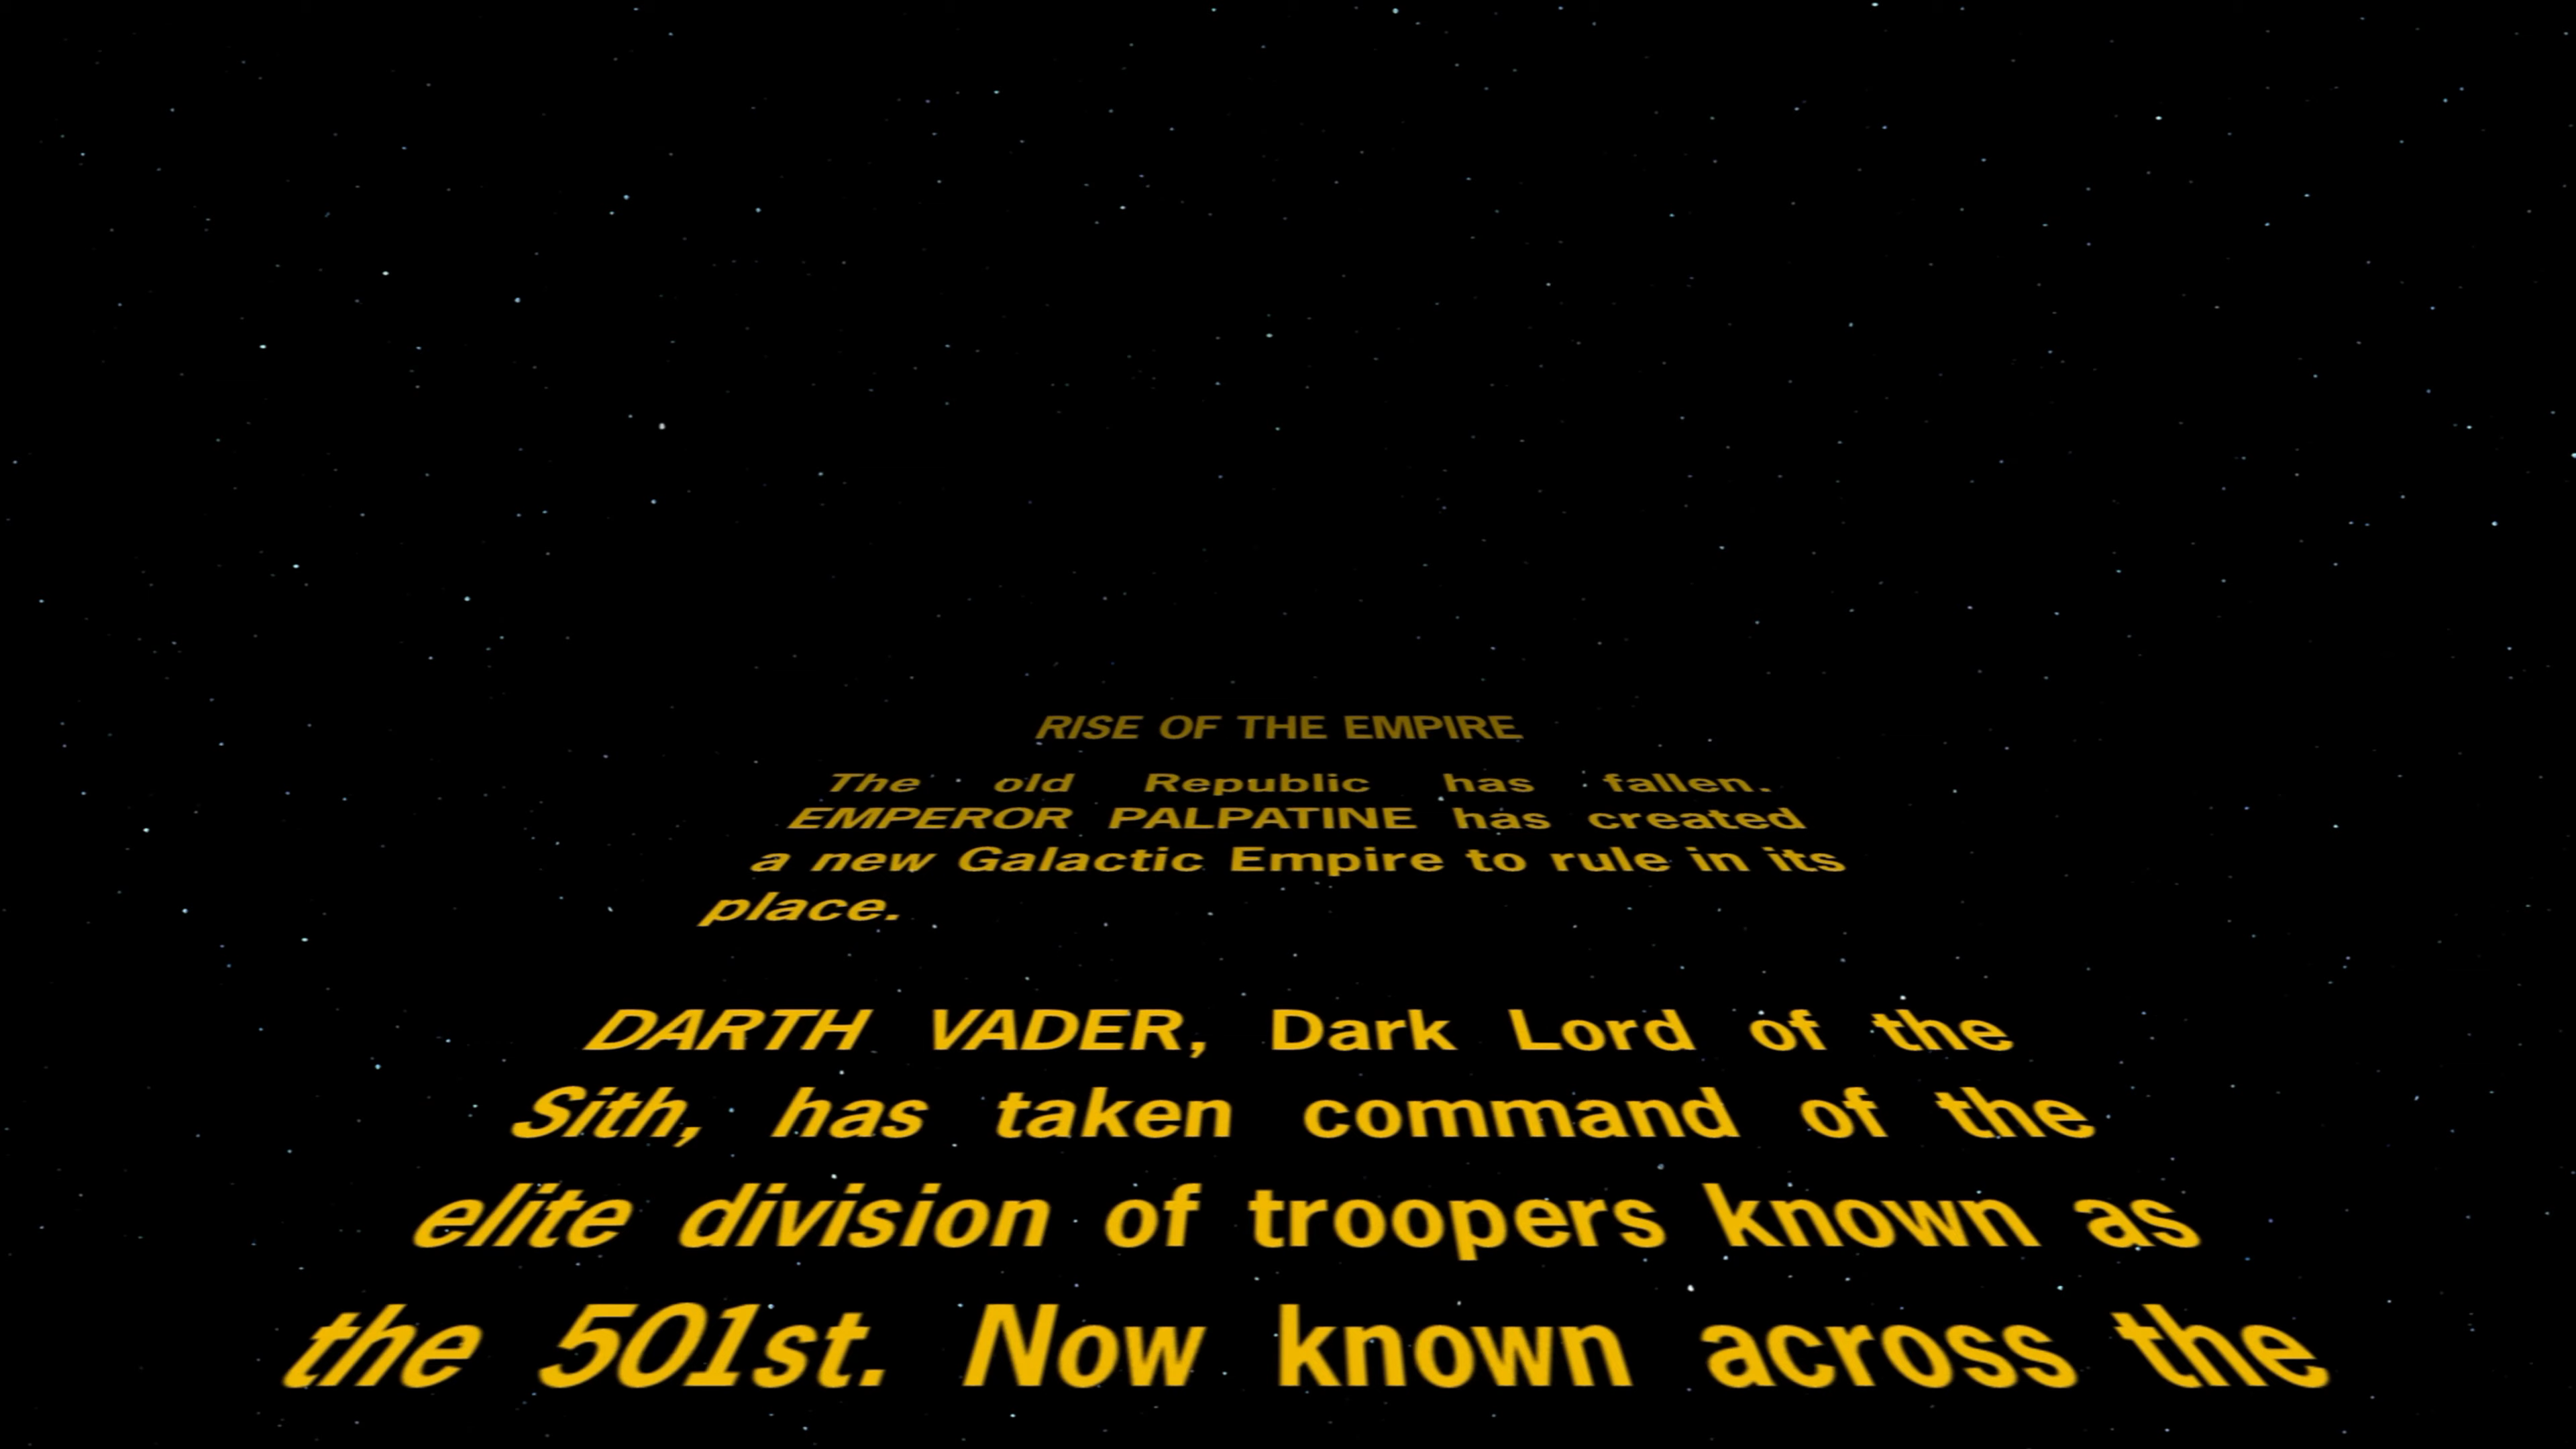 RISE OF THE EMPIRE
The old Republic has fallen.
EMPEROR PALPATINE has created
a new Galactic Empire to rule in its
place.
DARTH VADER, Dark Lord of the
Sith, has taken command of the
elite division of troopers known as
the 501st. Now known across the